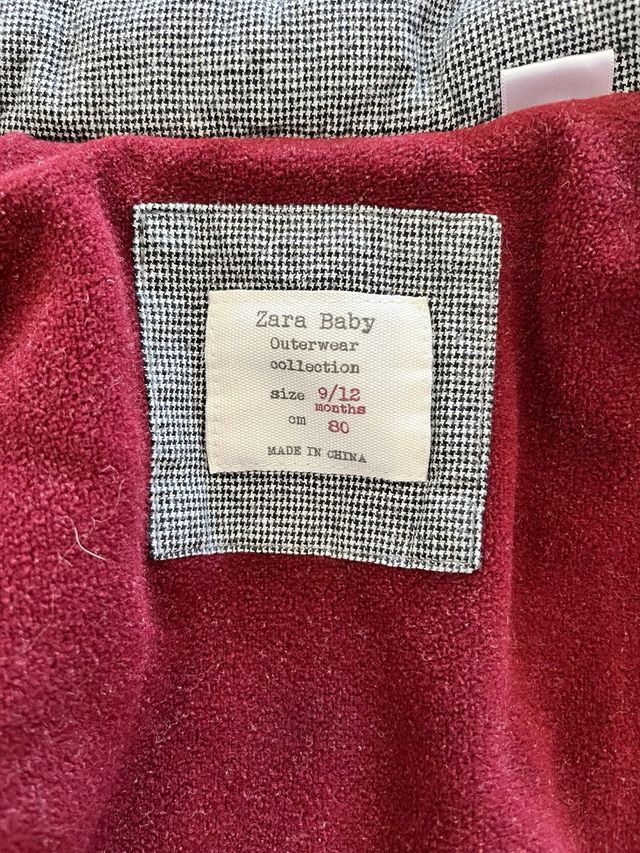 Zara Baby
Outerwear
collection
size 9/12
months
cm 80
MADE IN CHINA